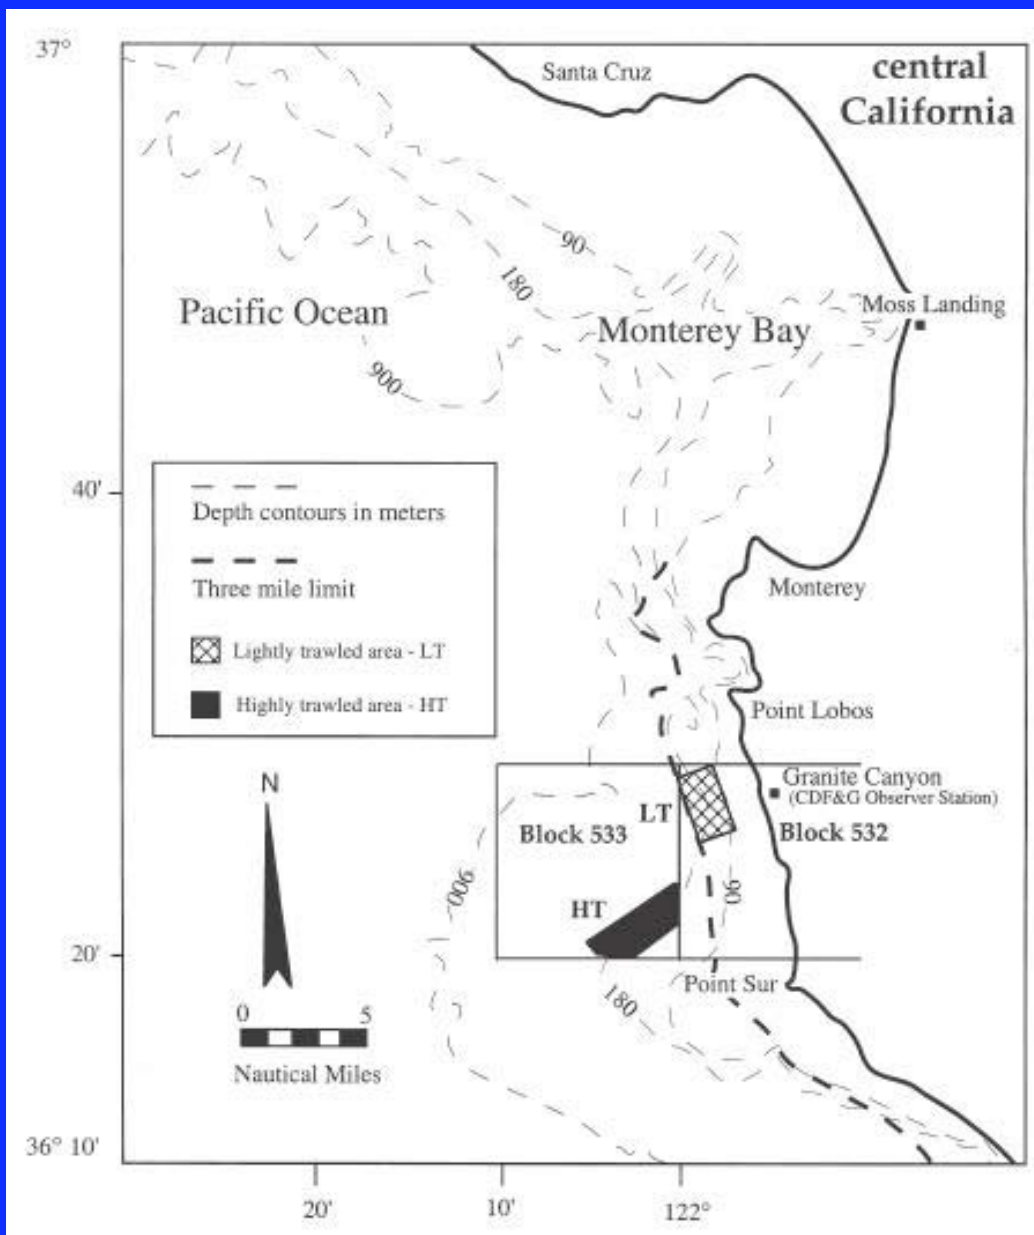 37°
central
California
Santa Cruz
90
180
Pacific Ocean
Monterey Bay
Moss Landing
900
40'
Depth contours in meters
Three mile limit
Lightly trawled area - LT
Highly trawled area - HT
Monterey
Point Lobos
Granite Canyon
(CDF&G Observer Station)
LT
Block 533
Block 532
900
90
HT
N
20'
Point Sur
180
0 5
Nautical Miles
36° 10'
20' 10' 122°